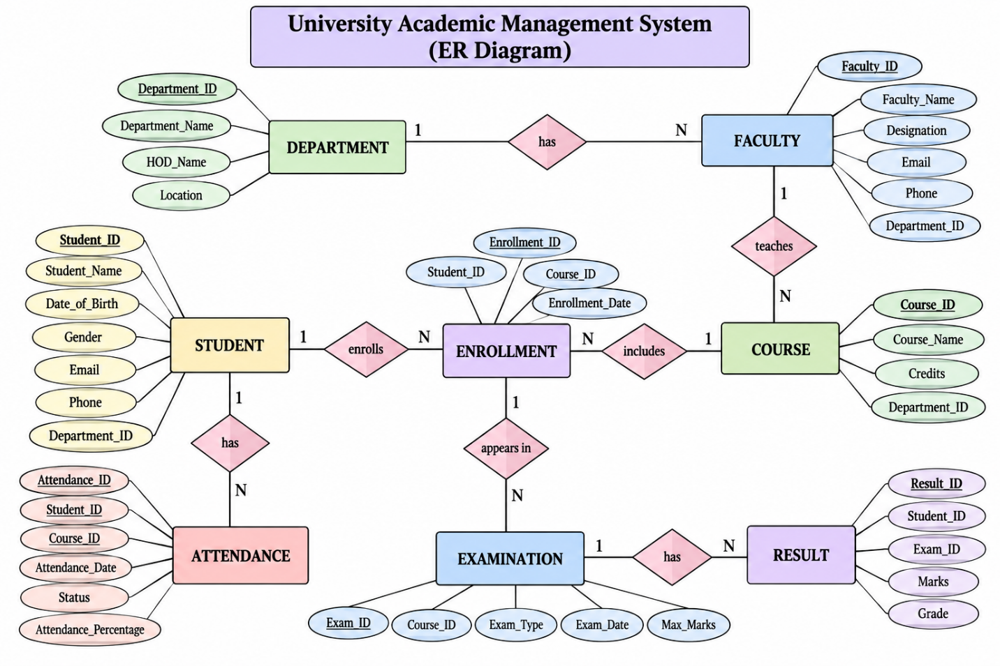 University Academic Management System
(ER Diagram)
Department_ID
Department_Name
HOD_Name
Location
DEPARTMENT
1
has
N
FACULTY
Faculty_ID
Faculty_Name
Designation
Email
Phone
Department_ID
1
teaches
N
Student_ID
Student_Name
Date_of_Birth
Gender
Email
Phone
Department_ID
STUDENT
1
enrolls
N
Enrollment_ID
Student_ID
Course_ID
Enrollment_Date
ENROLLMENT
N
includes
1
COURSE
Course_ID
Course_Name
Credits
Department_ID
1
has
N
1
appears in
N
Attendance_ID
Student_ID
Course_ID
Attendance_Date
Status
Attendance_Percentage
ATTENDANCE
EXAMINATION
1
has
N
RESULT
Result_ID
Student_ID
Exam_ID
Marks
Grade
Exam_ID
Course_ID
Exam_Type
Exam_Date
Max_Marks